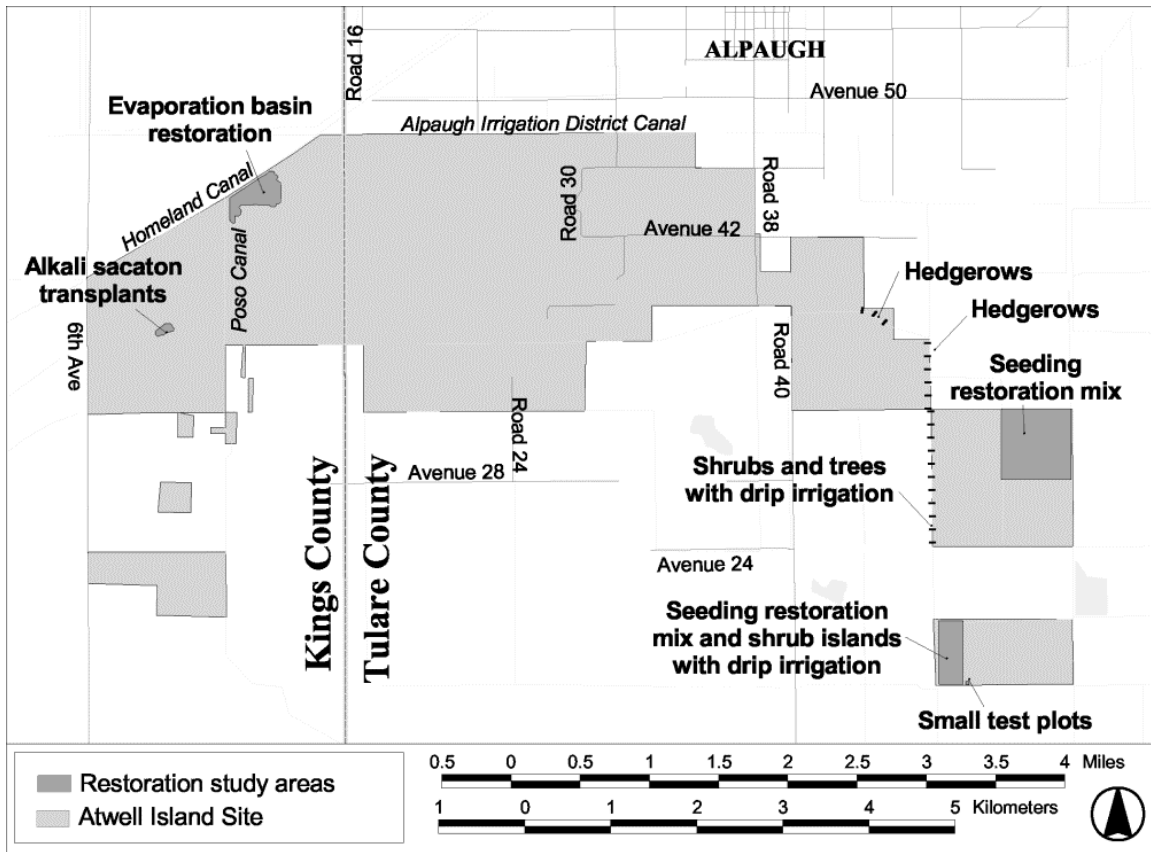 Road 16
ALPAUGH
Avenue 50
Evaporation basin
restoration
Alpaugh Irrigation District Canal
Homeland Canal
Road 30
Road 38
Poso Canal
Avenue 42
Alkali sacaton
transplants
Hedgerows
Hedgerows
6th Ave
Road 40
Seeding
restoration mix
Road 24
Avenue 28
Shrubs and trees
with drip irrigation
Kings County
Tulare County
Avenue 24
Seeding restoration
mix and shrub islands
with drip irrigation
Small test plots
Restoration study areas
Atwell Island Site
0.5 0 0.5 1 1.5 2 2.5 3 3.5 4 Miles
1 0 1 2 3 4 5 Kilometers